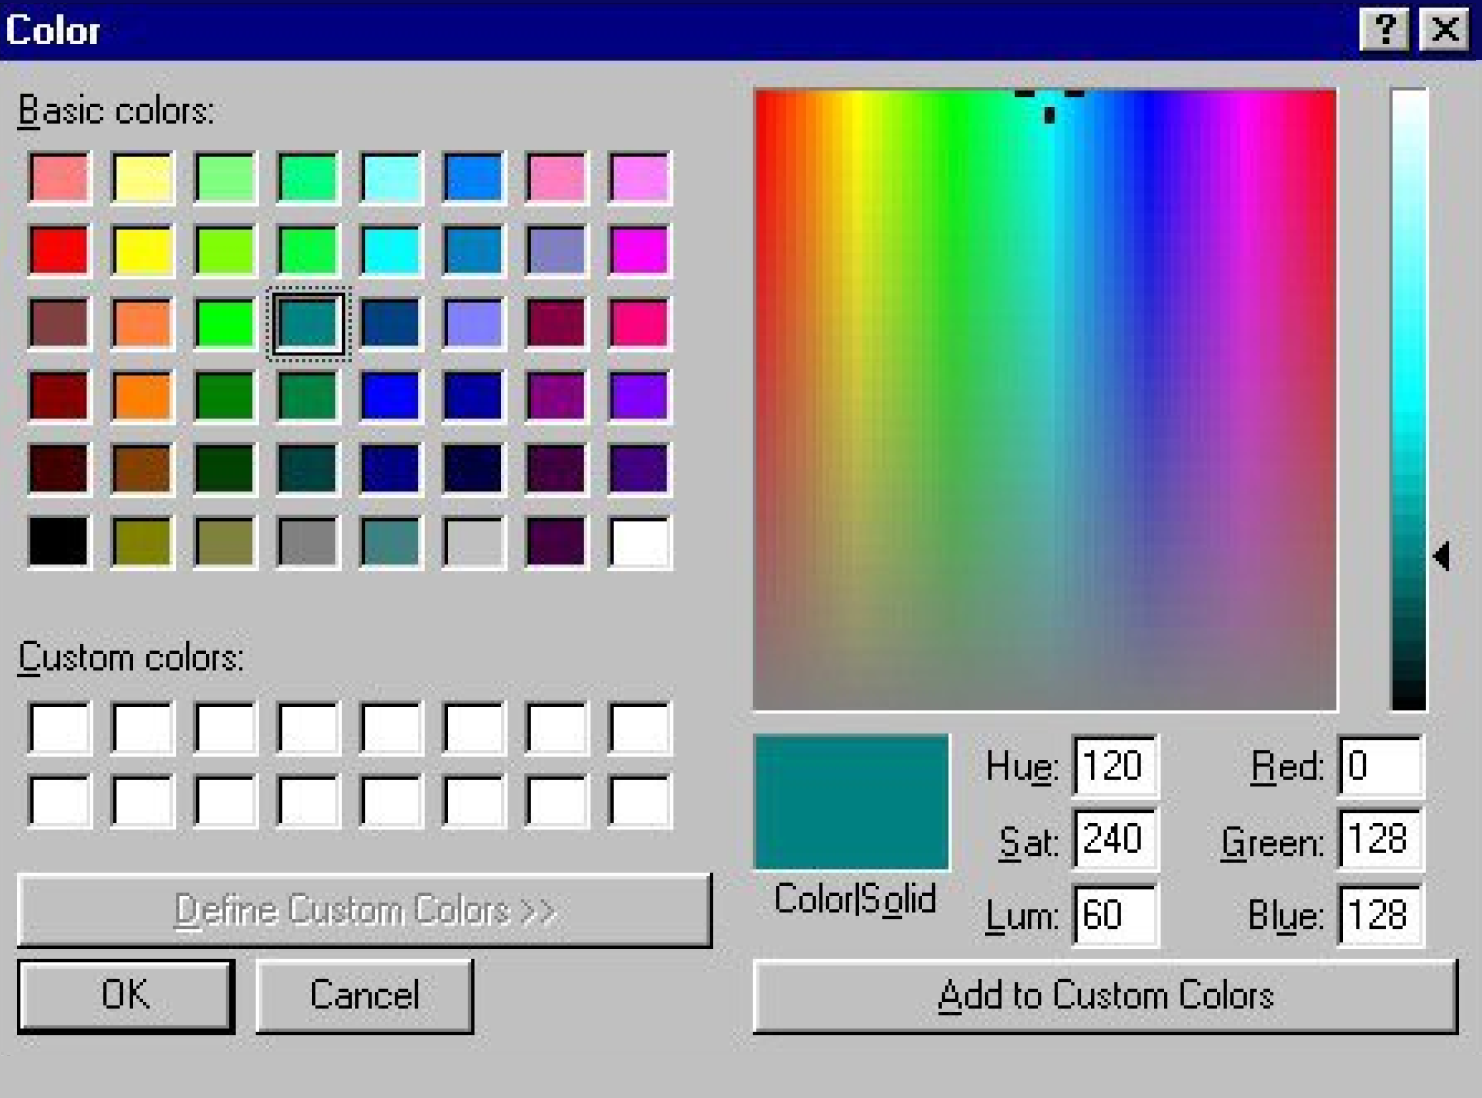 Color
Basic colors:
Custom colors:
Define Custom Colors >>
OK
Cancel
Hue: 120
Red: 0
Sat: 240
Green: 128
Color|Solid
Lum: 60
Blue: 128
Add to Custom Colors